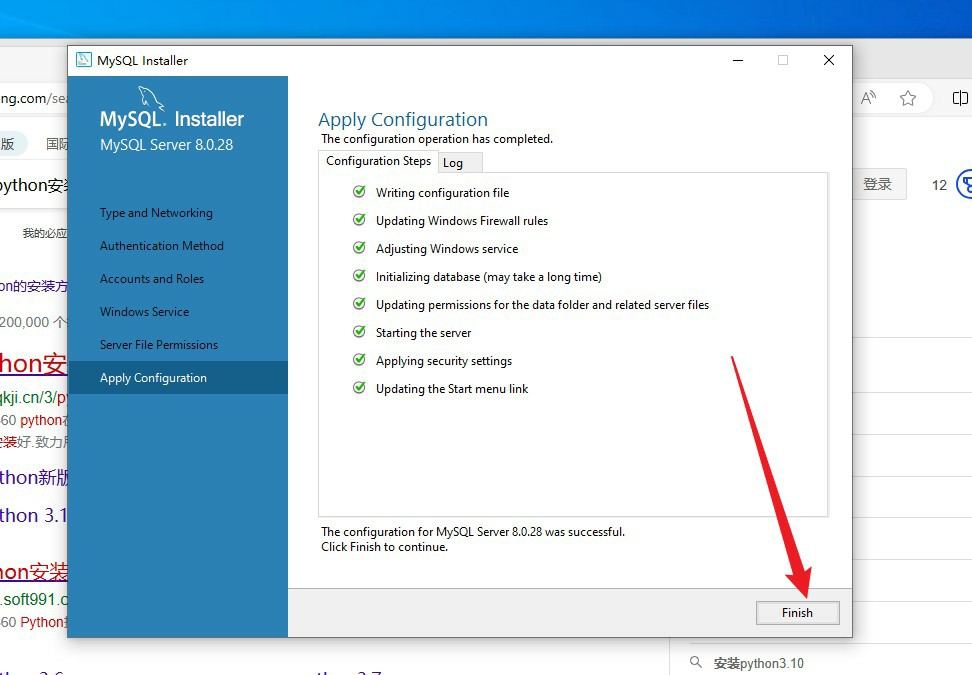 MySQL Installer
ng.com/sea
版
国际
python安
登录
12
我的必应
MySQL. Installer
MySQL Server 8.0.28
Type and Networking
Authentication Method
Accounts and Roles
Windows Service
Server File Permissions
Apply Configuration
Apply Configuration
The configuration operation has completed.
Configuration Steps
Log
Writing configuration file
Updating Windows Firewall rules
Adjusting Windows service
Initializing database (may take a long time)
Updating permissions for the data folder and related server files
Starting the server
Applying security settings
Updating the Start menu link
The configuration for MySQL Server 8.0.28 was successful.
Click Finish to continue.
Finish
on的安装方
200,000 个
hon安
qkji.cn/3/py
60 python
安装好.致力
thon新版
thon 3.1
hon安装
.soft991.c
60 Python
安装python3.10